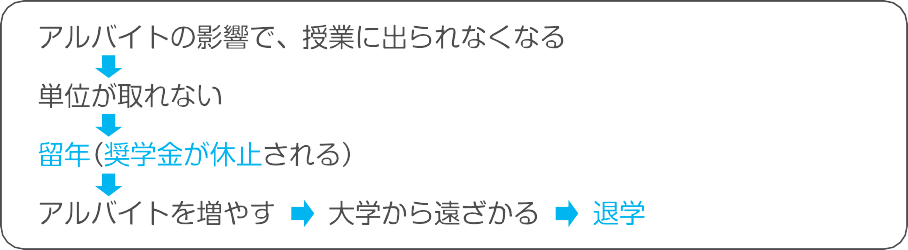 アルバイトの影響で、授業に出られなくなる
単位が取れない
留年(奨学金が休止される)
アルバイトを増やす ➡ 大学から遠ざかる ➡ 退学